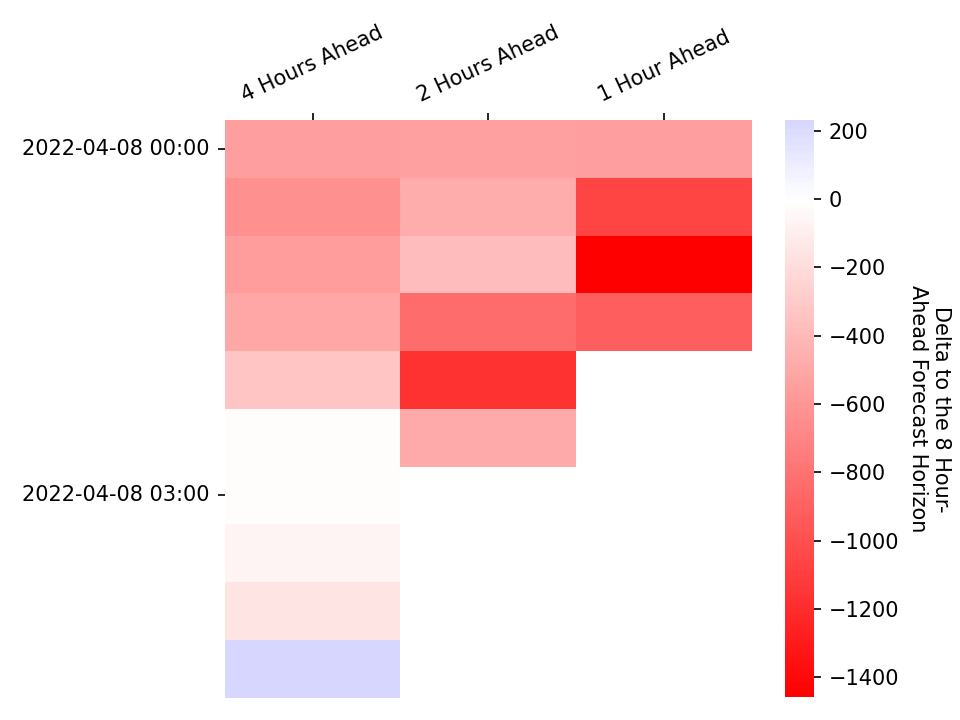 4 Hours Ahead
2 Hours Ahead
1 Hour Ahead
2022-04-08 00:00
2022-04-08 03:00
200
0
−200
−400
−600
−800
−1000
−1200
−1400
Delta to the 8 Hour-
Ahead Forecast Horizon